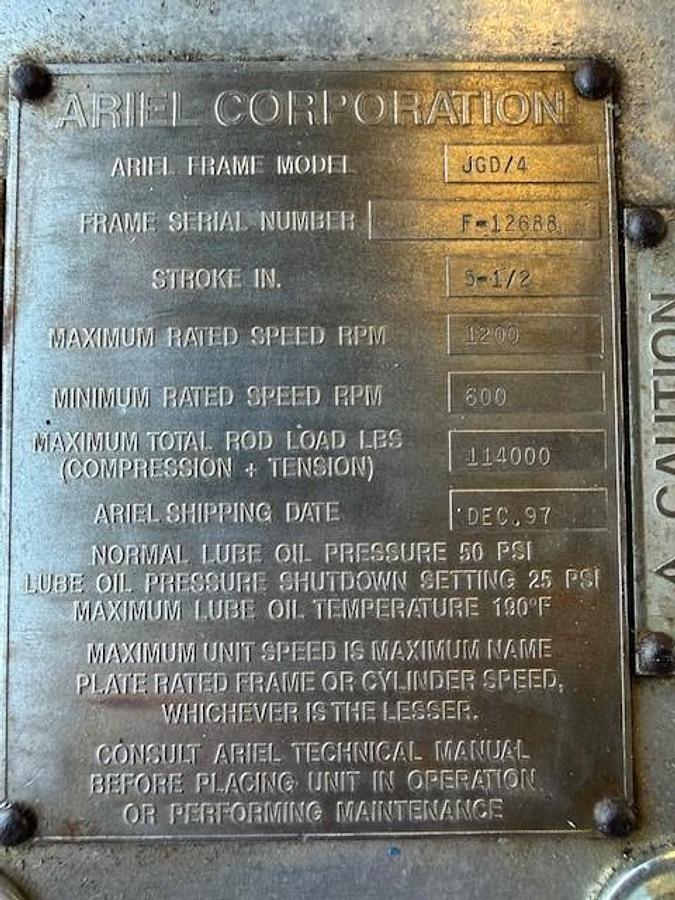 ARIEL CORPORATION
ARIEL FRAME MODEL JGD/4
FRAME SERIAL NUMBER F-12688
STROKE IN. 5-1/2
MAXIMUM RATED SPEED RPM 1200
MINIMUM RATED SPEED RPM 600
MAXIMUM TOTAL ROD LOAD LBS
(COMPRESSION + TENSION) 114000
ARIEL SHIPPING DATE DEC.97
NORMAL LUBE OIL PRESSURE 50 PSI
LUBE OIL PRESSURE SHUTDOWN SETTING 25 PSI
MAXIMUM LUBE OIL TEMPERATURE 190°F
MAXIMUM UNIT SPEED IS MAXIMUM NAME
PLATE RATED FRAME OR CYLINDER SPEED,
WHICHEVER IS THE LESSER.
CONSULT ARIEL TECHNICAL MANUAL
BEFORE PLACING UNIT IN OPERATION
OR PERFORMING MAINTENANCE
CAUTION